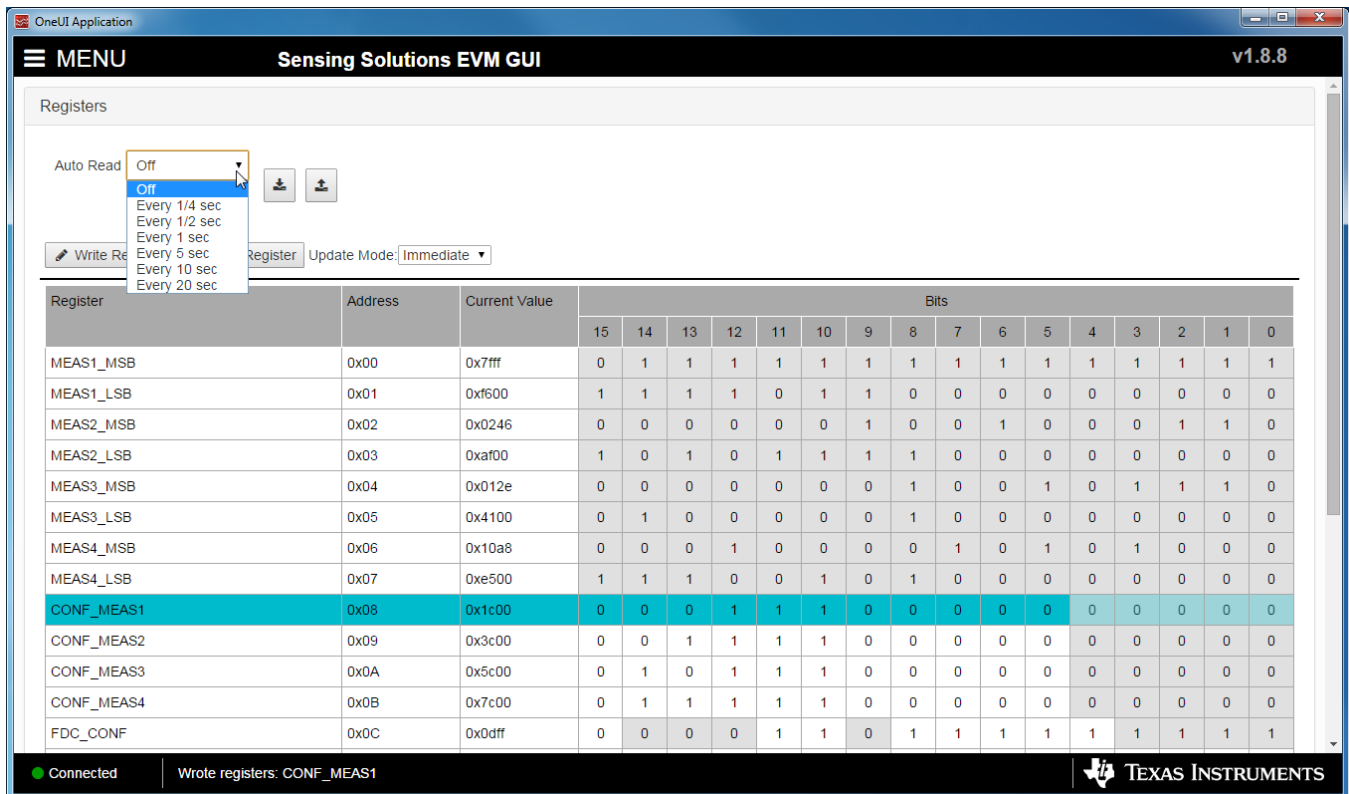 OneUI Application
MENU Sensing Solutions EVM GUI v1.8.8
Registers
Auto Read Off
Off
Every 1/4 sec
Every 1/2 sec
Every 1 sec
Every 5 sec
Every 10 sec
Every 20 sec
Write Re Register Update Mode: Immediate
Register Address Current Value Bits
15 14 13 12 11 10 9 8 7 6 5 4 3 2 1 0
MEAS1_MSB 0x00 0x7fff 0 1 1 1 1 1 1 1 1 1 1 1 1 1 1 1
MEAS1_LSB 0x01 0xf600 1 1 1 1 0 1 1 0 0 0 0 0 0 0 0 0
MEAS2_MSB 0x02 0x0246 0 0 0 0 0 0 1 0 0 1 0 0 0 1 1 0
MEAS2_LSB 0x03 0xaf00 1 0 1 0 1 1 1 1 0 0 0 0 0 0 0 0
MEAS3_MSB 0x04 0x012e 0 0 0 0 0 0 0 1 0 0 1 0 1 1 1 0
MEAS3_LSB 0x05 0x4100 0 1 0 0 0 0 0 1 0 0 0 0 0 0 0 0
MEAS4_MSB 0x06 0x10a8 0 0 0 1 0 0 0 0 1 0 1 0 1 0 0 0
MEAS4_LSB 0x07 0xe500 1 1 1 0 0 1 0 1 0 0 0 0 0 0 0 0
CONF_MEAS1 0x08 0x1c00 0 0 0 1 1 1 0 0 0 0 0 0 0 0 0 0
CONF_MEAS2 0x09 0x3c00 0 0 1 1 1 1 0 0 0 0 0 0 0 0 0 0
CONF_MEAS3 0x0A 0x5c00 0 1 0 1 1 1 0 0 0 0 0 0 0 0 0 0
CONF_MEAS4 0x0B 0x7c00 0 1 1 1 1 1 0 0 0 0 0 0 0 0 0 0
FDC_CONF 0x0C 0x0dff 0 0 0 0 1 1 0 1 1 1 1 1 1 1 1 1
Connected Wrote registers: CONF_MEAS1 TEXAS INSTRUMENTS